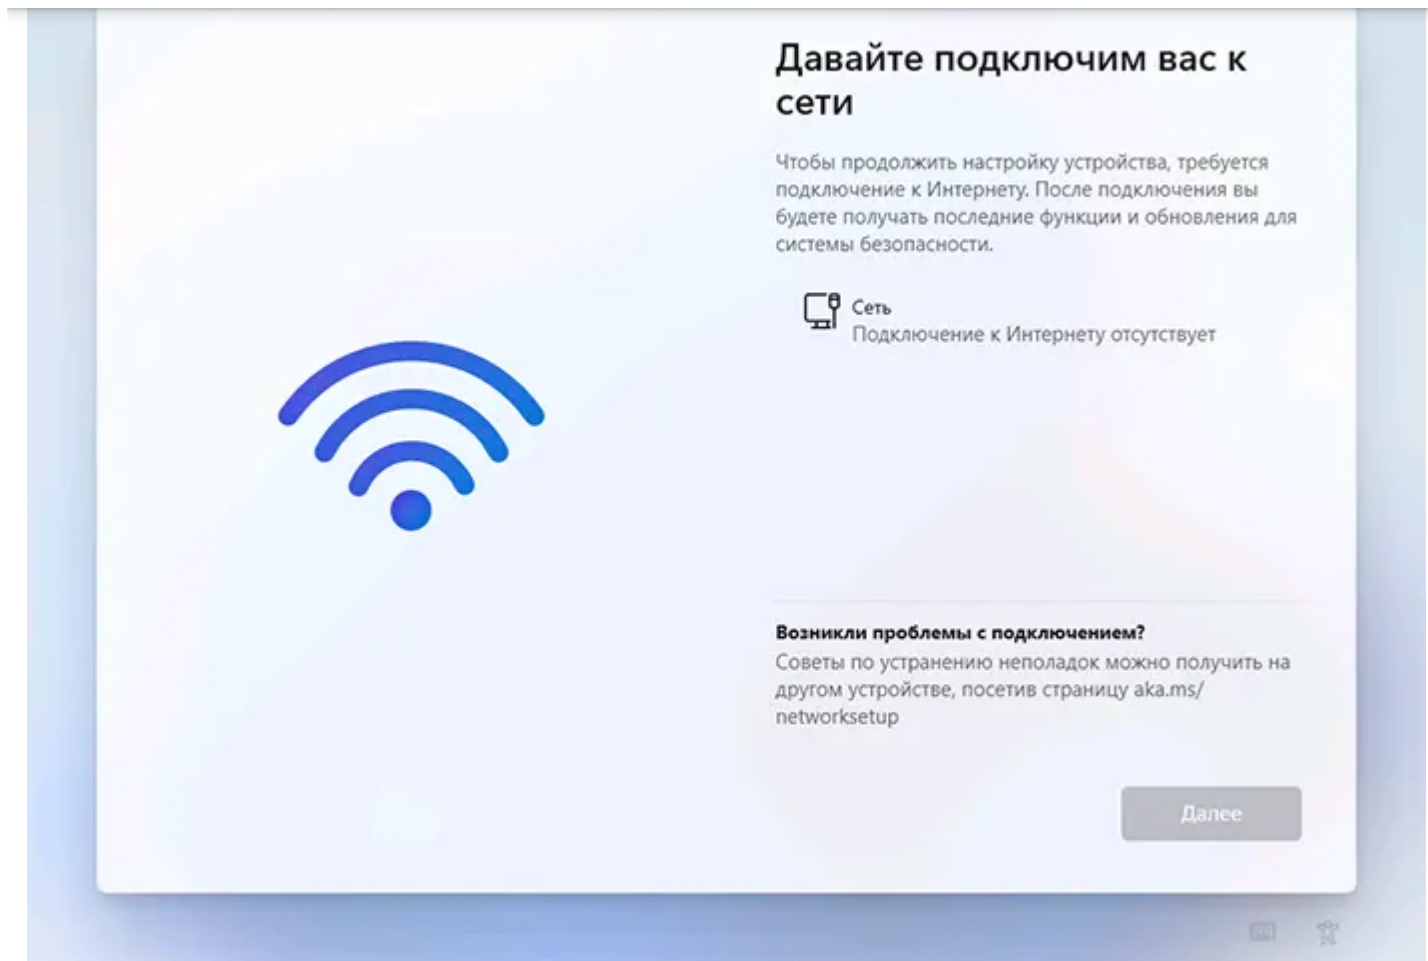 Давайте подключим вас к
сети
Чтобы продолжить настройку устройства, требуется
подключение к Интернету. После подключения вы
будете получать последние функции и обновления для
системы безопасности.
Сеть
Подключение к Интернету отсутствует
Возникли проблемы с подключением?
Советы по устранению неполадок можно получить на
другом устройстве, посетив страницу aka.ms/
networksetup
Далее